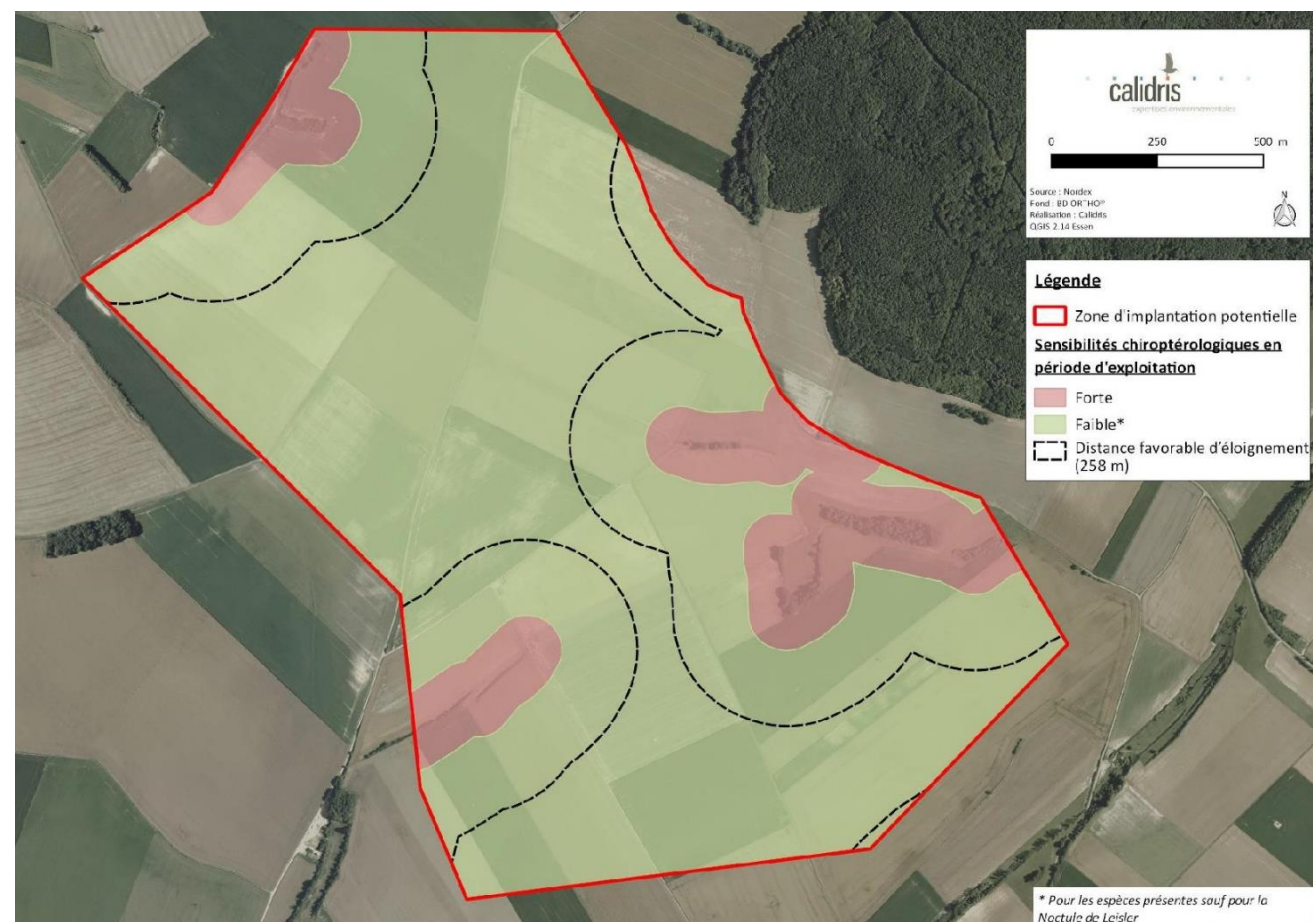 calidris
expertises environnementales
0 250 500 m
Source : Nordex
Fond : BD ORTHO®
Réalisation : Calidris
QGIS 2.14 Essen
N
Légende
Zone d'implantation potentielle
Sensibilités chiroptérologiques en
période d'exploitation
Forte
Faible*
Distance favorable d'éloignement
(258 m)
* Pour les espèces présentes sauf pour la
Noctule de Leisler